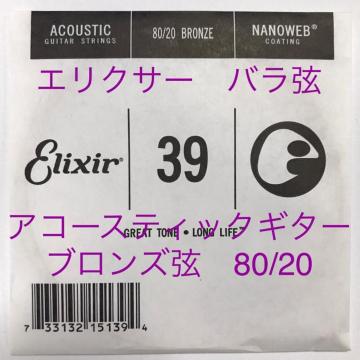 ACOUSTIC
GUITAR STRINGS
80/20 BRONZE
NANOWEB®
COATING
エリクサー バラ弦
Elixir®
39
アコースティックギター
GREAT TONE • LONG LIFE™
ブロンズ弦 80/20
7 33132 15139 4